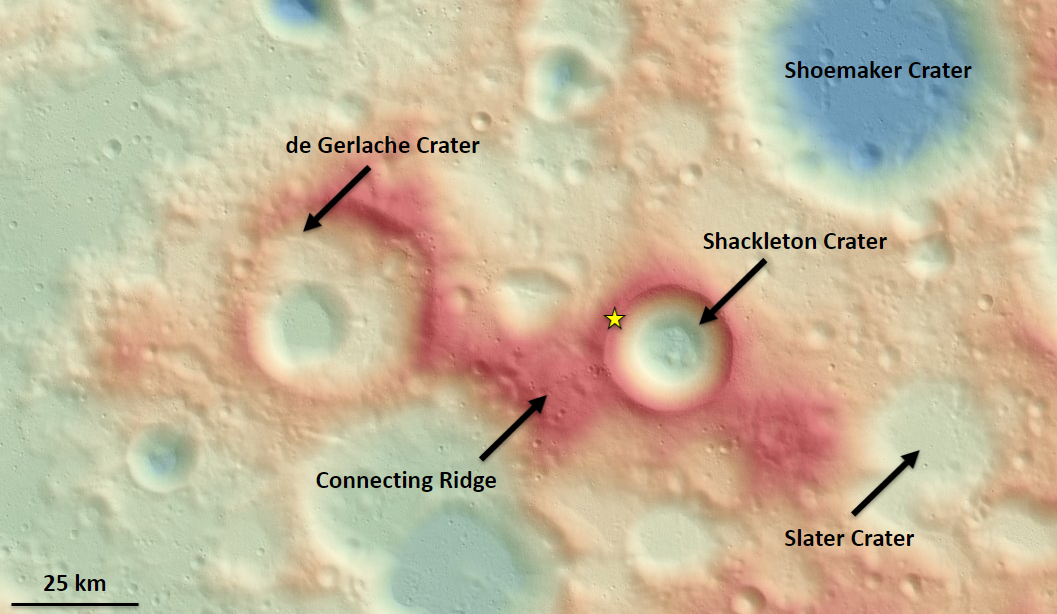 Shoemaker Crater
de Gerlache Crater
Shackleton Crater
Connecting Ridge
Slater Crater
25 km